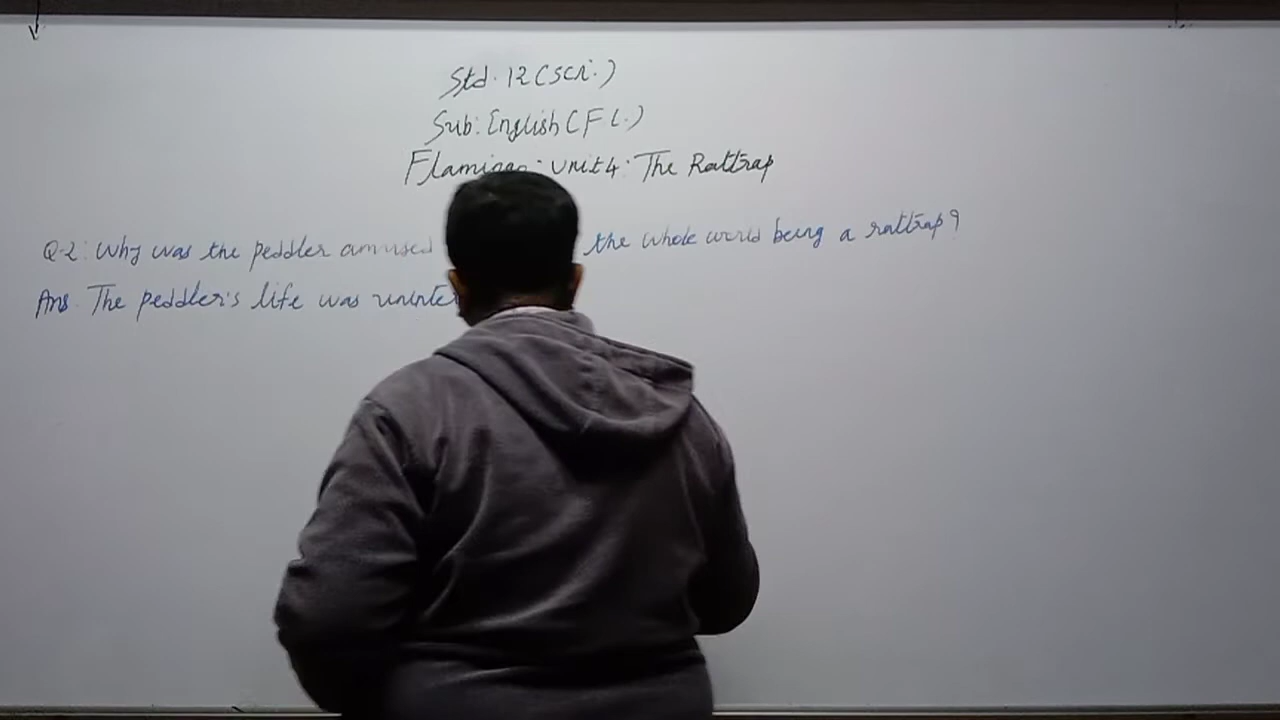 Std. 12 (Sci.)
Sub: English (F L.)
Unit 4: The Rattrap
Q-2: Why was the peddler amused the whole world being a rattrap?
Ans. The peddler's life was